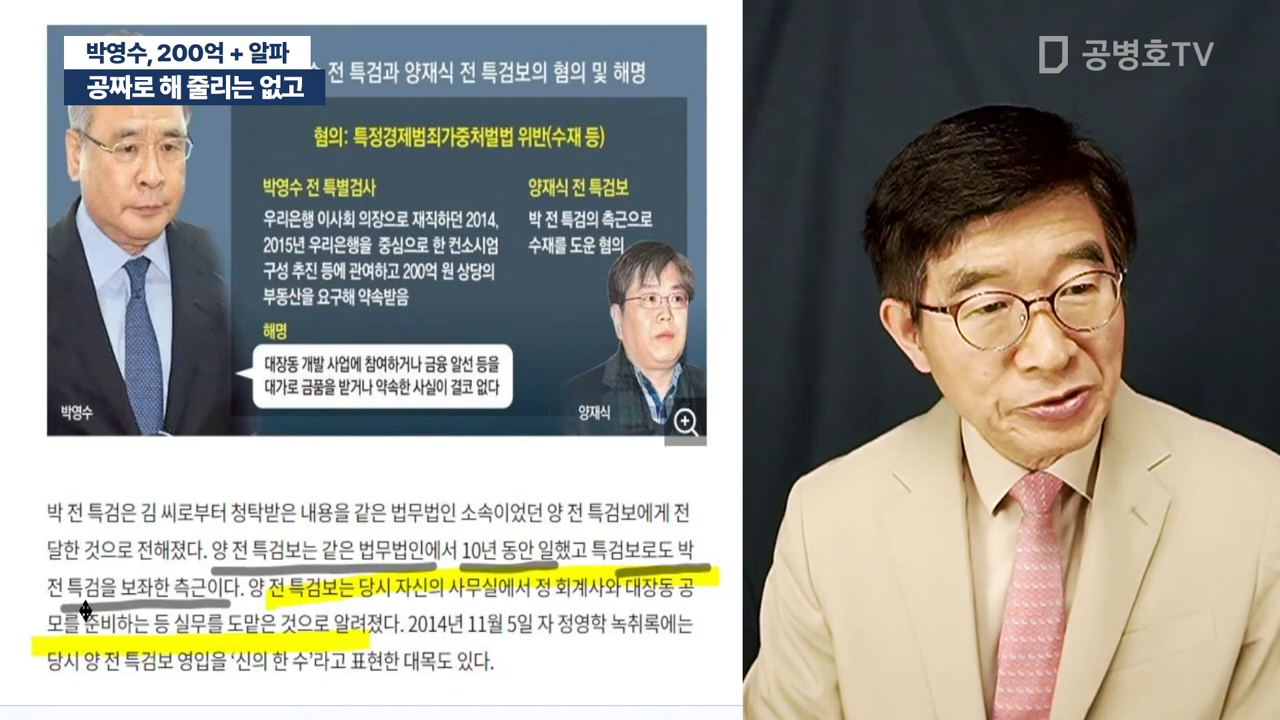 박영수, 200억 + 알파
공짜로 해 줄리는 없고
공병호TV
전 특검과 양재식 전 특검보의 혐의 및 해명
혐의: 특정경제범죄가중처벌법 위반(수재 등)
박영수 전 특별검사
우리은행 이사회 의장으로 재직하던 2014,
2015년 우리은행을 중심으로 한 컨소시엄
구성 추진 등에 관여하고 200억 원 상당의
부동산을 요구해 약속받음
양재식 전 특검보
박 전 특검의 측근으로
수재를 도운 혐의
해명
대장동 개발 사업에 참여하거나 금융 알선 등을
대가로 금품을 받거나 약속한 사실이 결코 없다
박영수
양재식
박 전 특검은 김 씨로부터 청탁받은 내용을 같은 법무법인 소속이었던 양 전 특검보에게 전
달한 것으로 전해졌다. 양 전 특검보는 같은 법무법인에서 10년 동안 일했고 특검보로도 박
전 특검을 보좌한 측근이다. 양 전 특검보는 당시 자신의 사무실에서 정 회계사와 대장동 공
모를 준비하는 등 실무를 도맡은 것으로 알려졌다. 2014년 11월 5일 자 정영학 녹취록에는
당시 양 전 특검보 영입을 ‘신의 한 수’라고 표현한 대목도 있다.